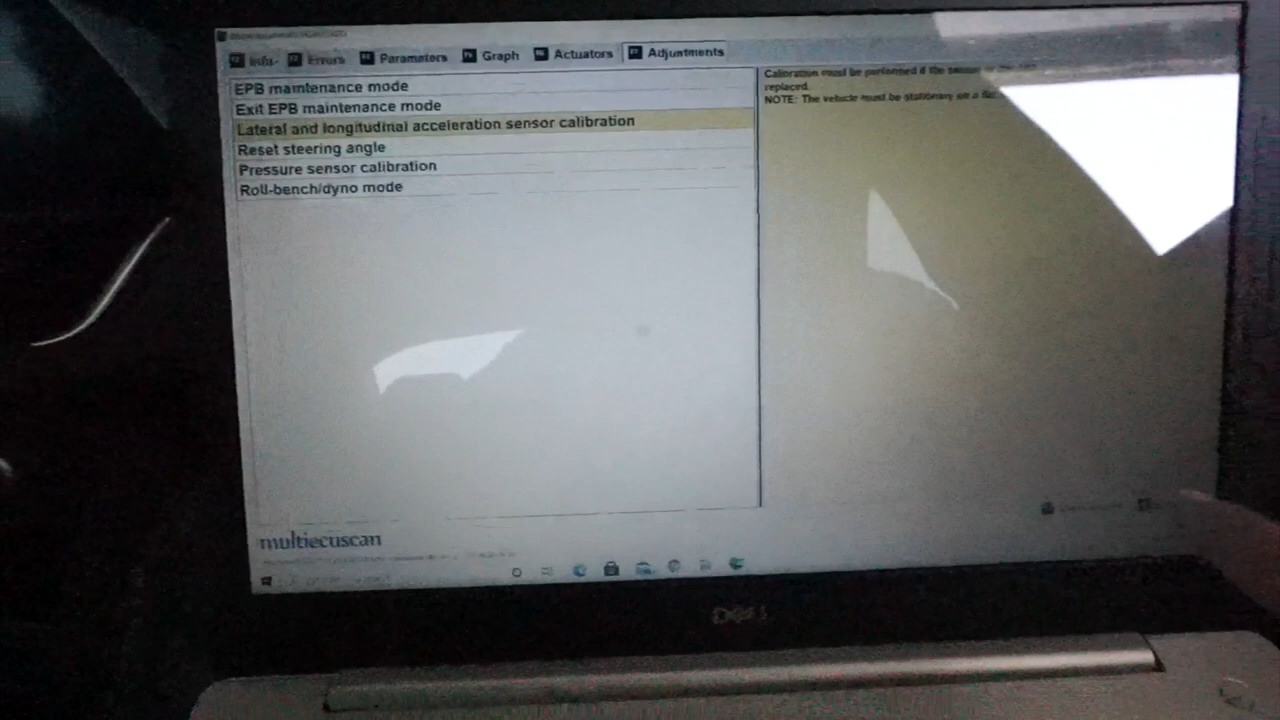 Info
Errors
Parameters
Graph
Actuators
Adjustments
EPB maintenance mode
Exit EPB maintenance mode
Lateral and longitudinal acceleration sensor calibration
Reset steering angle
Pressure sensor calibration
Roll-bench/dyno mode
Calibration must be performed if the sensor
replaced.
NOTE: The vehicle must be stationary on a
multiecuscan
DELL